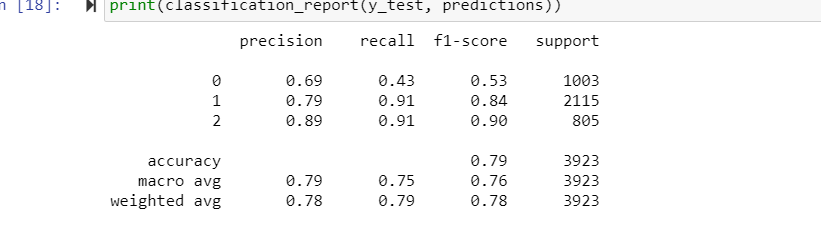 n [18]: print(classification_report(y_test, predictions))
precision recall f1-score support
0 0.69 0.43 0.53 1003
1 0.79 0.91 0.84 2115
2 0.89 0.91 0.90 805
accuracy 0.79 3923
macro avg 0.79 0.75 0.76 3923
weighted avg 0.78 0.79 0.78 3923